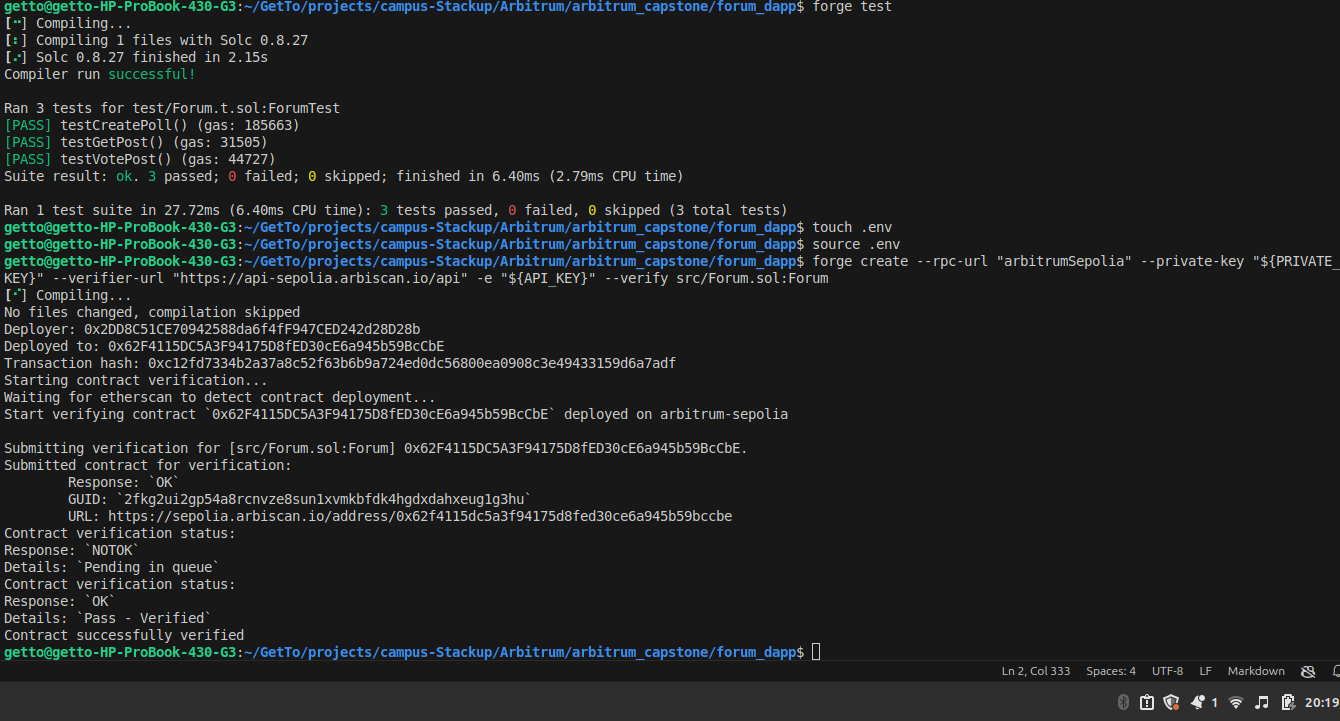 getto@getto-HP-ProBook-430-G3:~/GetTo/projects/campus-Stackup/Arbitrum/arbitrum_capstone/forum_dapp$ forge test
[⠒] Compiling...
[⠆] Compiling 1 files with Solc 0.8.27
[⠔] Solc 0.8.27 finished in 2.15s
Compiler run successful!
Ran 3 tests for test/Forum.t.sol:ForumTest
[PASS] testCreatePoll() (gas: 185663)
[PASS] testGetPost() (gas: 31505)
[PASS] testVotePost() (gas: 44727)
Suite result: ok. 3 passed; 0 failed; 0 skipped; finished in 6.40ms (2.79ms CPU time)
Ran 1 test suite in 27.72ms (6.40ms CPU time): 3 tests passed, 0 failed, 0 skipped (3 total tests)
getto@getto-HP-ProBook-430-G3:~/GetTo/projects/campus-Stackup/Arbitrum/arbitrum_capstone/forum_dapp$ touch .env
getto@getto-HP-ProBook-430-G3:~/GetTo/projects/campus-Stackup/Arbitrum/arbitrum_capstone/forum_dapp$ source .env
getto@getto-HP-ProBook-430-G3:~/GetTo/projects/campus-Stackup/Arbitrum/arbitrum_capstone/forum_dapp$ forge create --rpc-url "arbitrumSepolia" --private-key "${PRIVATE_
KEY}" --verifier-url "https://api-sepolia.arbiscan.io/api" -e "${API_KEY}" --verify src/Forum.sol:Forum
[⠊] Compiling...
No files changed, compilation skipped
Deployer: 0x2DD8C51CE70942588da6f4fF947CED242d28D28b
Deployed to: 0x62F4115DC5A3F94175D8fED30cE6a945b59BcCbE
Transaction hash: 0xc12fd7334b2a37a8c52f63b6b9a724ed0dc56800ea0908c3e49433159d6a7adf
Starting contract verification...
Waiting for etherscan to detect contract deployment...
Start verifying contract `0x62F4115DC5A3F94175D8fED30cE6a945b59BcCbE` deployed on arbitrum-sepolia
Submitting verification for [src/Forum.sol:Forum] 0x62F4115DC5A3F94175D8fED30cE6a945b59BcCbE.
Submitted contract for verification:
Response: `OK`
GUID: `2fkg2ui2gp54a8rcnvze8sun1xvmkbfdk4hgdxdahxeug1g3hu`
URL: https://sepolia.arbiscan.io/address/0x62f4115dc5a3f94175d8fed30ce6a945b59bccbe
Contract verification status:
Response: `NOTOK`
Details: `Pending in queue`
Contract verification status:
Response: `OK`
Details: `Pass - Verified`
Contract successfully verified
getto@getto-HP-ProBook-430-G3:~/GetTo/projects/campus-Stackup/Arbitrum/arbitrum_capstone/forum_dapp$
Ln 2, Col 333 Spaces: 4 UTF-8 LF Markdown
1 20:19